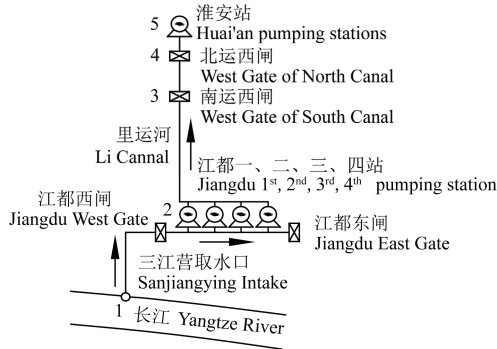 5 淮安站
Huai'an pumping stations
4 北运西闸
West Gate of North Canal
3 南运西闸
West Gate of South Canal
里运河
Li Cannal
江都一、二、三、四站
Jiangdu 1st, 2nd, 3rd, 4th pumping station
江都西闸
Jiangdu West Gate
2
江都东闸
Jiangdu East Gate
三江营取水口
Sanjiangying Intake
1 长江 Yangtze River